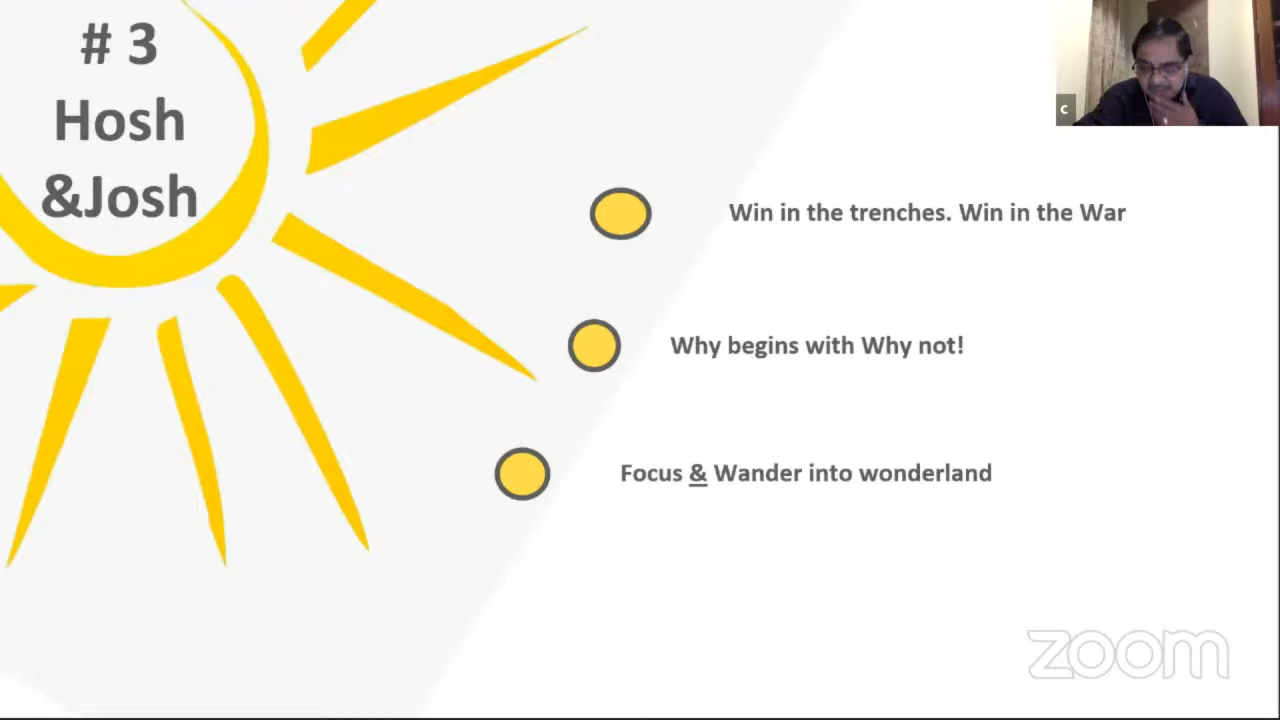 # 3
Hosh
&Josh
C
Win in the trenches. Win in the War
Why begins with Why not!
Focus & Wander into wonderland
zoom